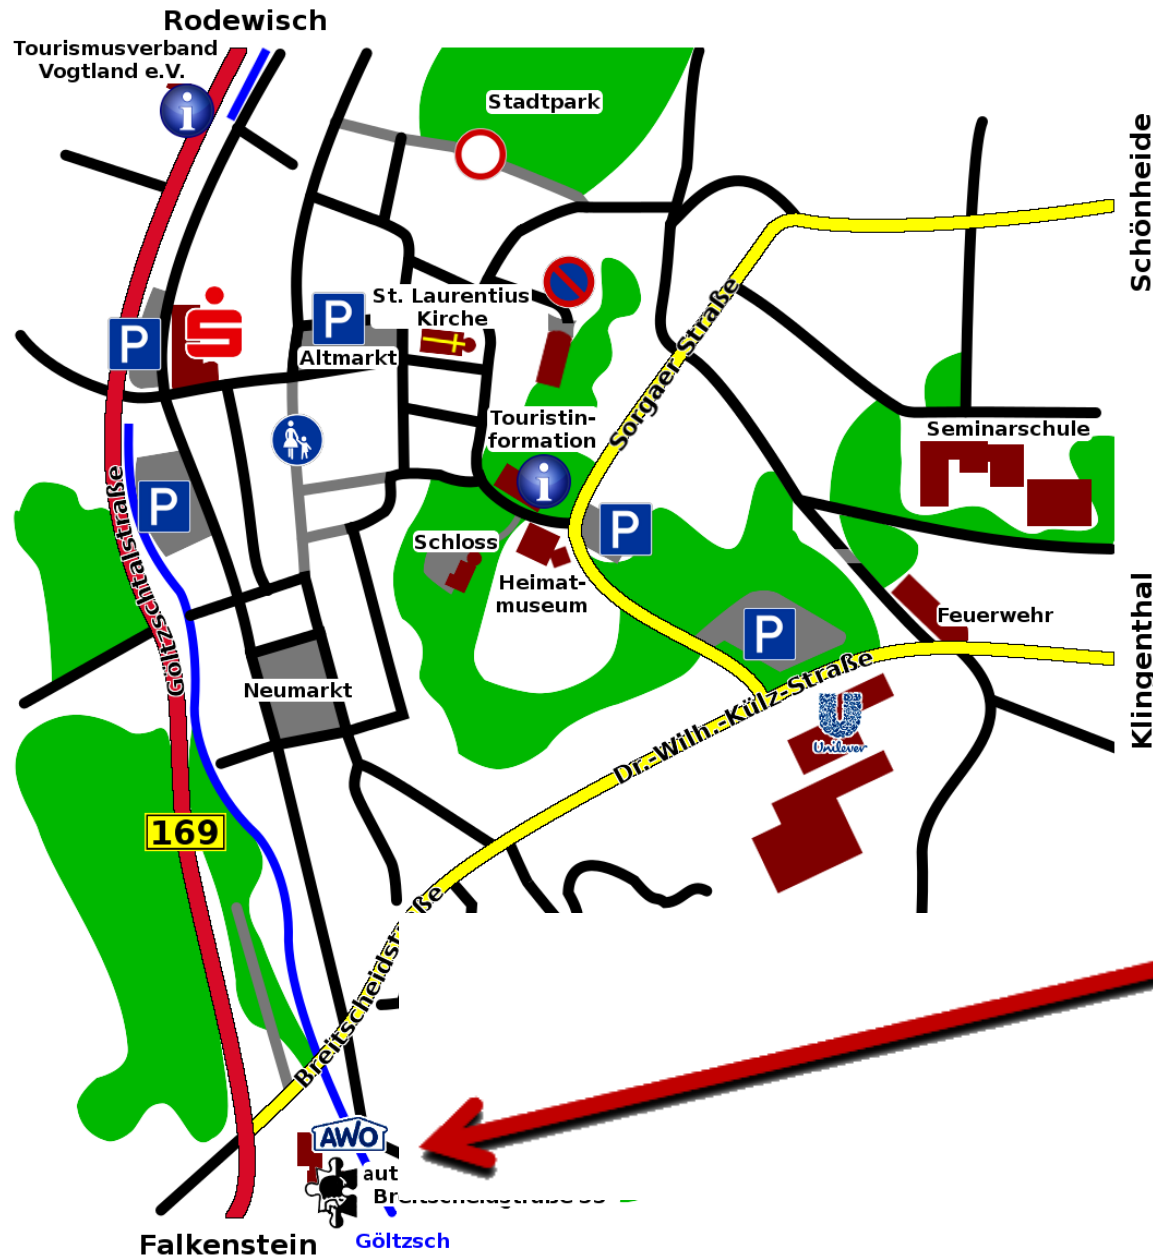 Rodewisch
Tourismusverband
Vogtland e.V.
i
Stadtpark
Schönheide
P
S
P
St. Laurentius
Kirche
Altmarkt
Sorgaer Straße
Touristin-
formation
i
Seminarschule
P
P
Schloss
Heimat-
museum
Göltzschtalstraße
P
Feuerwehr
Klingenthal
Neumarkt
Dr.-Wilh.-Külz-Straße
U
Unilever
169
Breitscheidstraße
AWO
aut
Falkenstein
Göltzsch